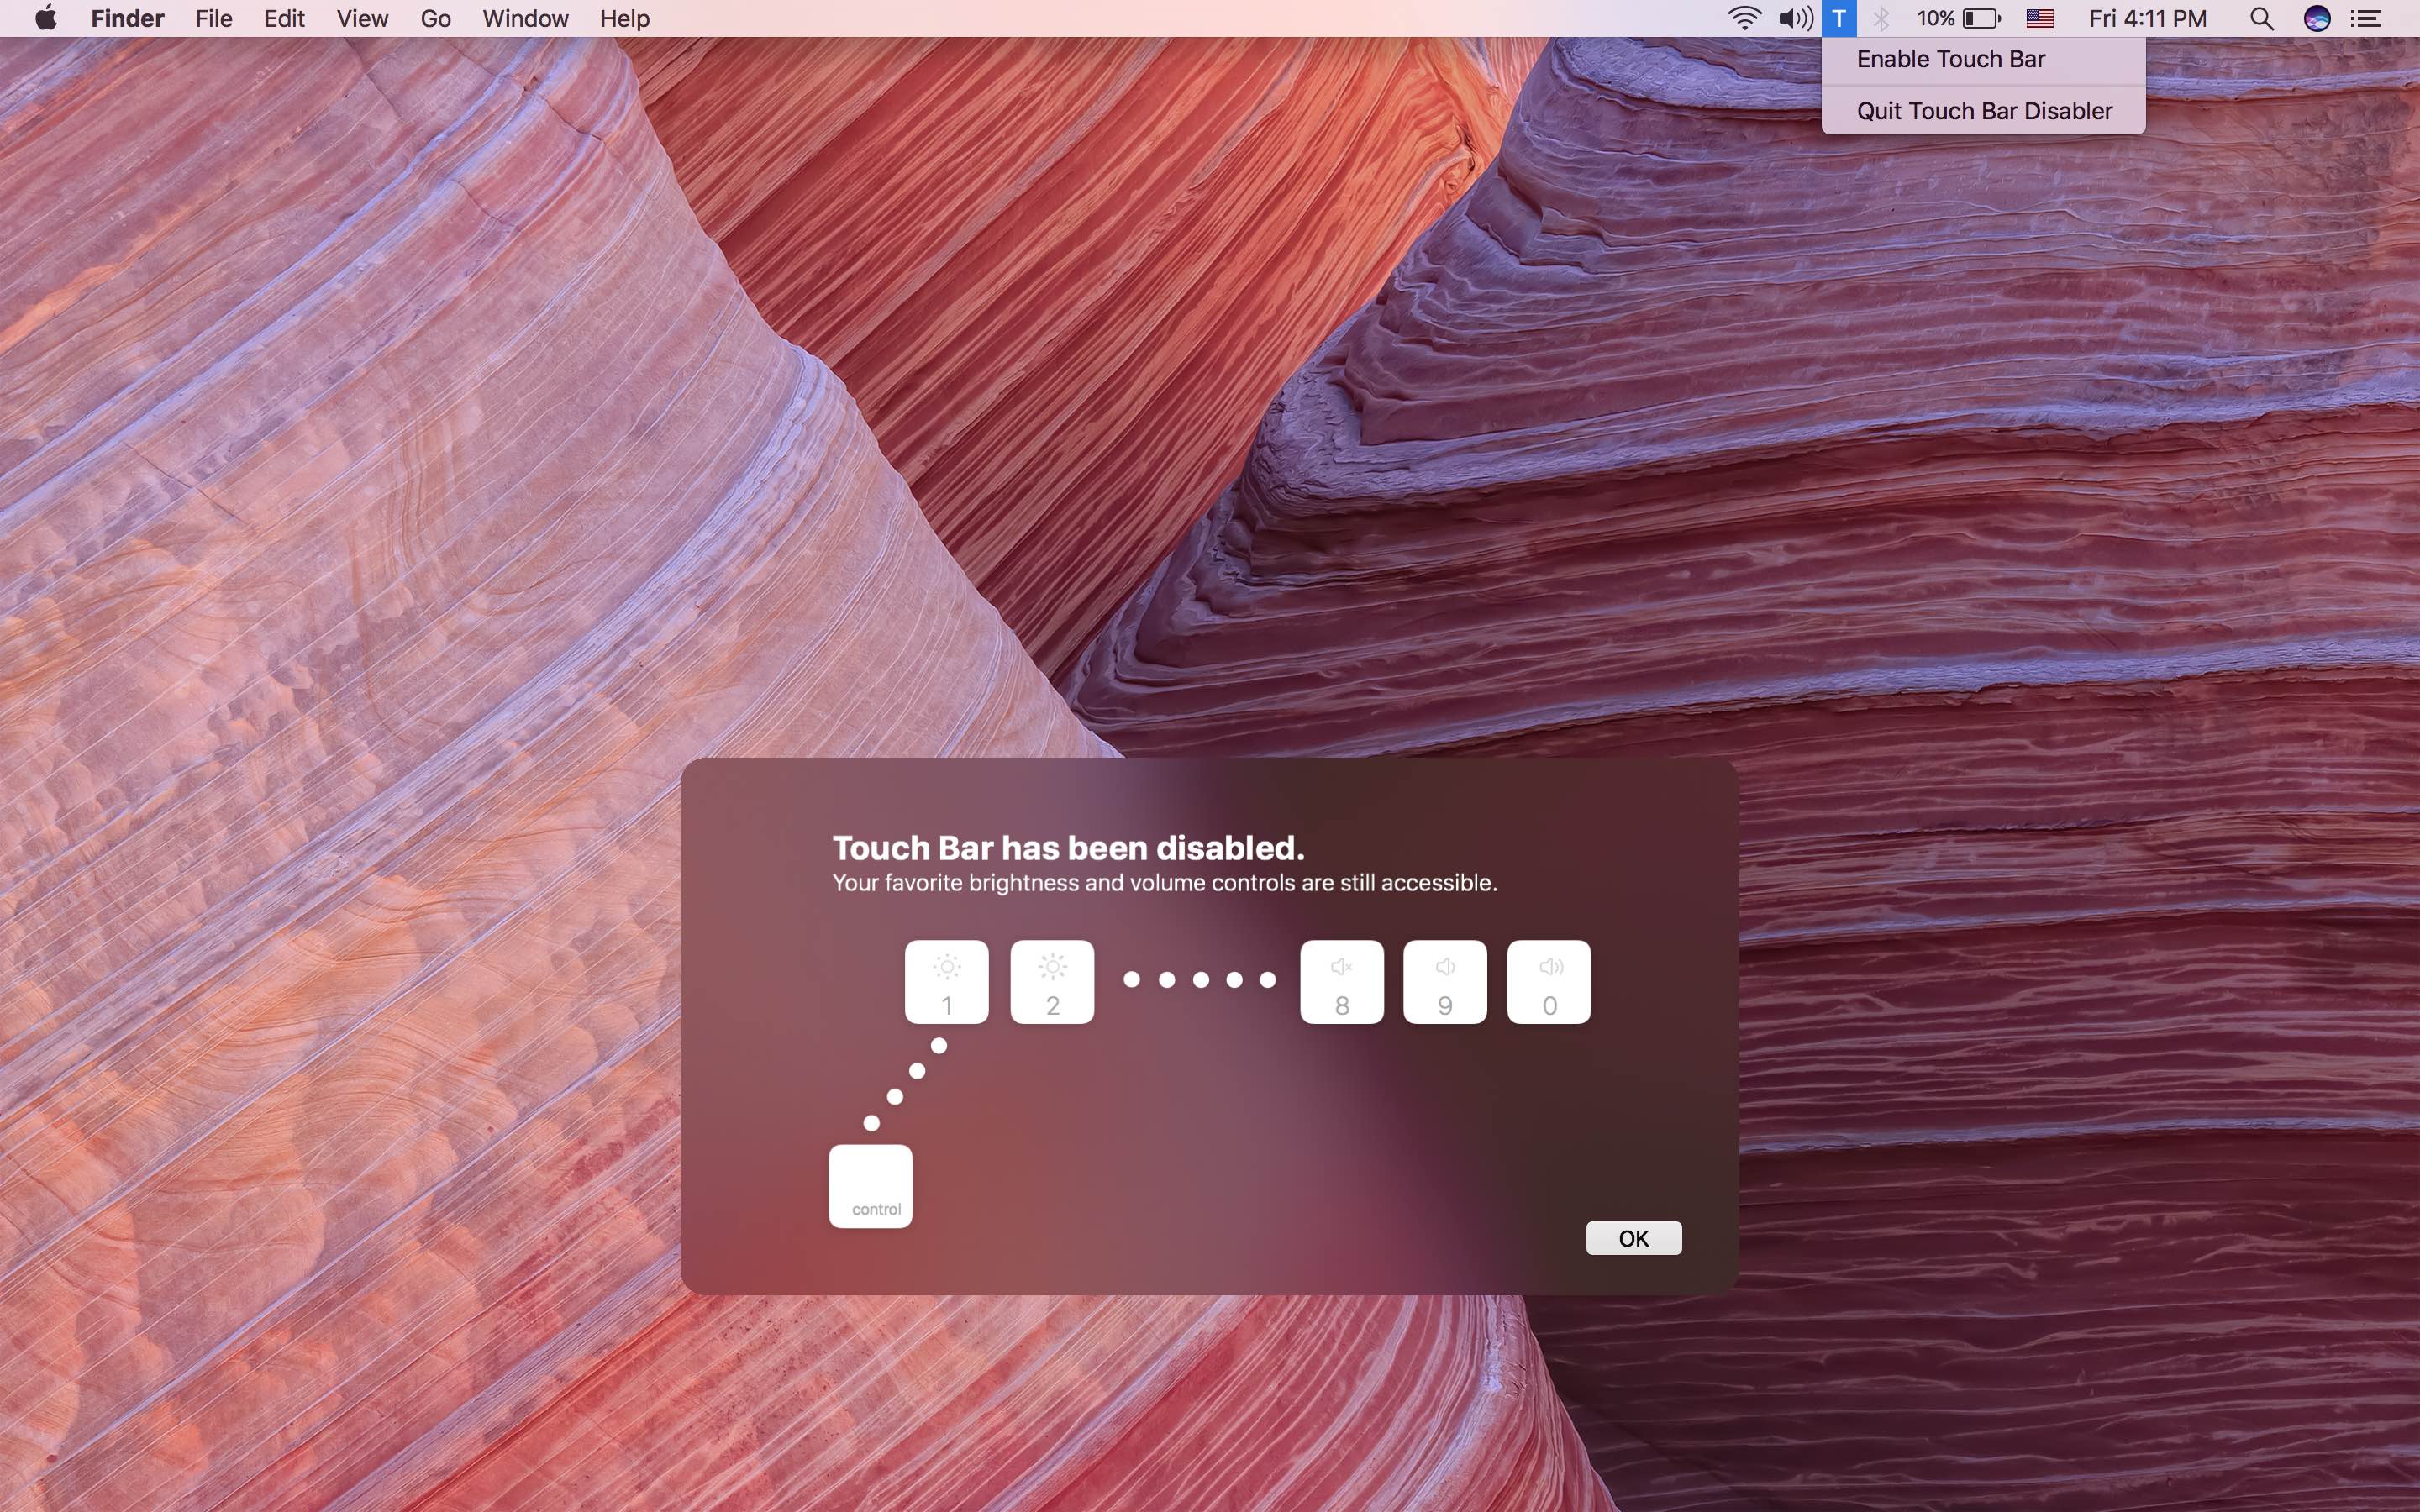 Finder File Edit View Go Window Help T 10% Fri 4:11 PM
Enable Touch Bar
Quit Touch Bar Disabler
Touch Bar has been disabled.
Your favorite brightness and volume controls are still accessible.
1 2 8 9 0
control
OK